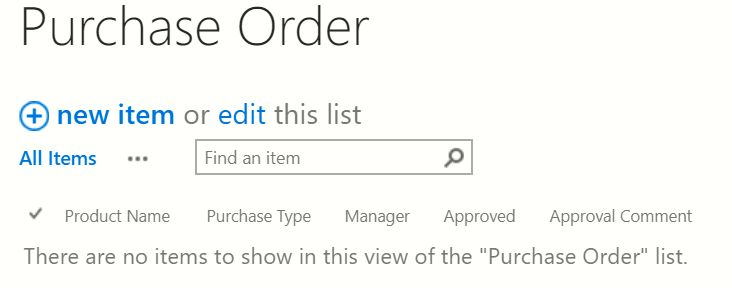 Purchase Order
new item or edit this list
All Items ••• Find an item
Product Name Purchase Type Manager Approved Approval Comment
There are no items to show in this view of the "Purchase Order" list.